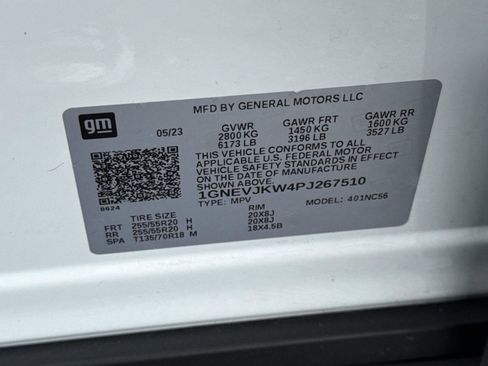 MFD BY GENERAL MOTORS LLC
gm
05/23 GVWR GAWR FRT GAWR RR
2800 KG 1450 KG 1600 KG
6173 LB 3196 LB 3527 LB
THIS VEHICLE CONFORMS TO ALL
APPLICABLE U.S. FEDERAL MOTOR
VEHICLE SAFETY STANDARDS IN EFFECT
ON THE DATE OF MANUFACTURE
SHOWN ABOVE.
1GNEVJKW4PJ267510
TYPE: MPV MODEL: 401NC56
8624
TIRE SIZE RIM
FRT 255/55R20 H 20X8J
RR 255/55R20 H 20X8J
SPA T135/70R18 M 18X4.5B